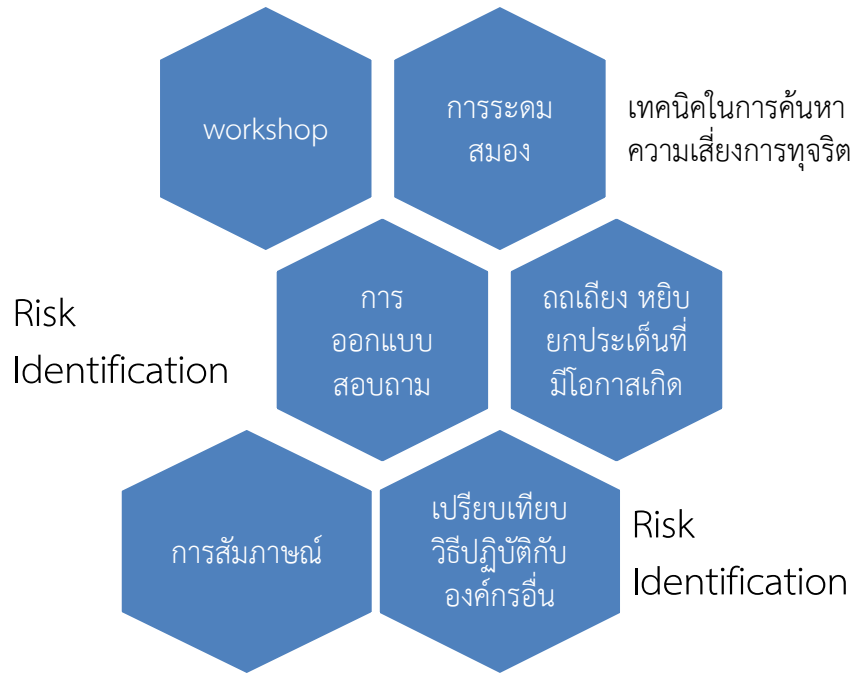 workshop
การระดม
สมอง
เทคนิคในการค้นหา
ความเสี่ยงการทุจริต
Risk
Identification
การ
ออกแบบ
สอบถาม
ถถเถียง หยิบ
ยกประเด็นที่
มีโอกาสเกิด
การสัมภาษณ์
เปรียบเทียบ
วิธีปฏิบัติกับ
องค์กรอื่น
Risk
Identification